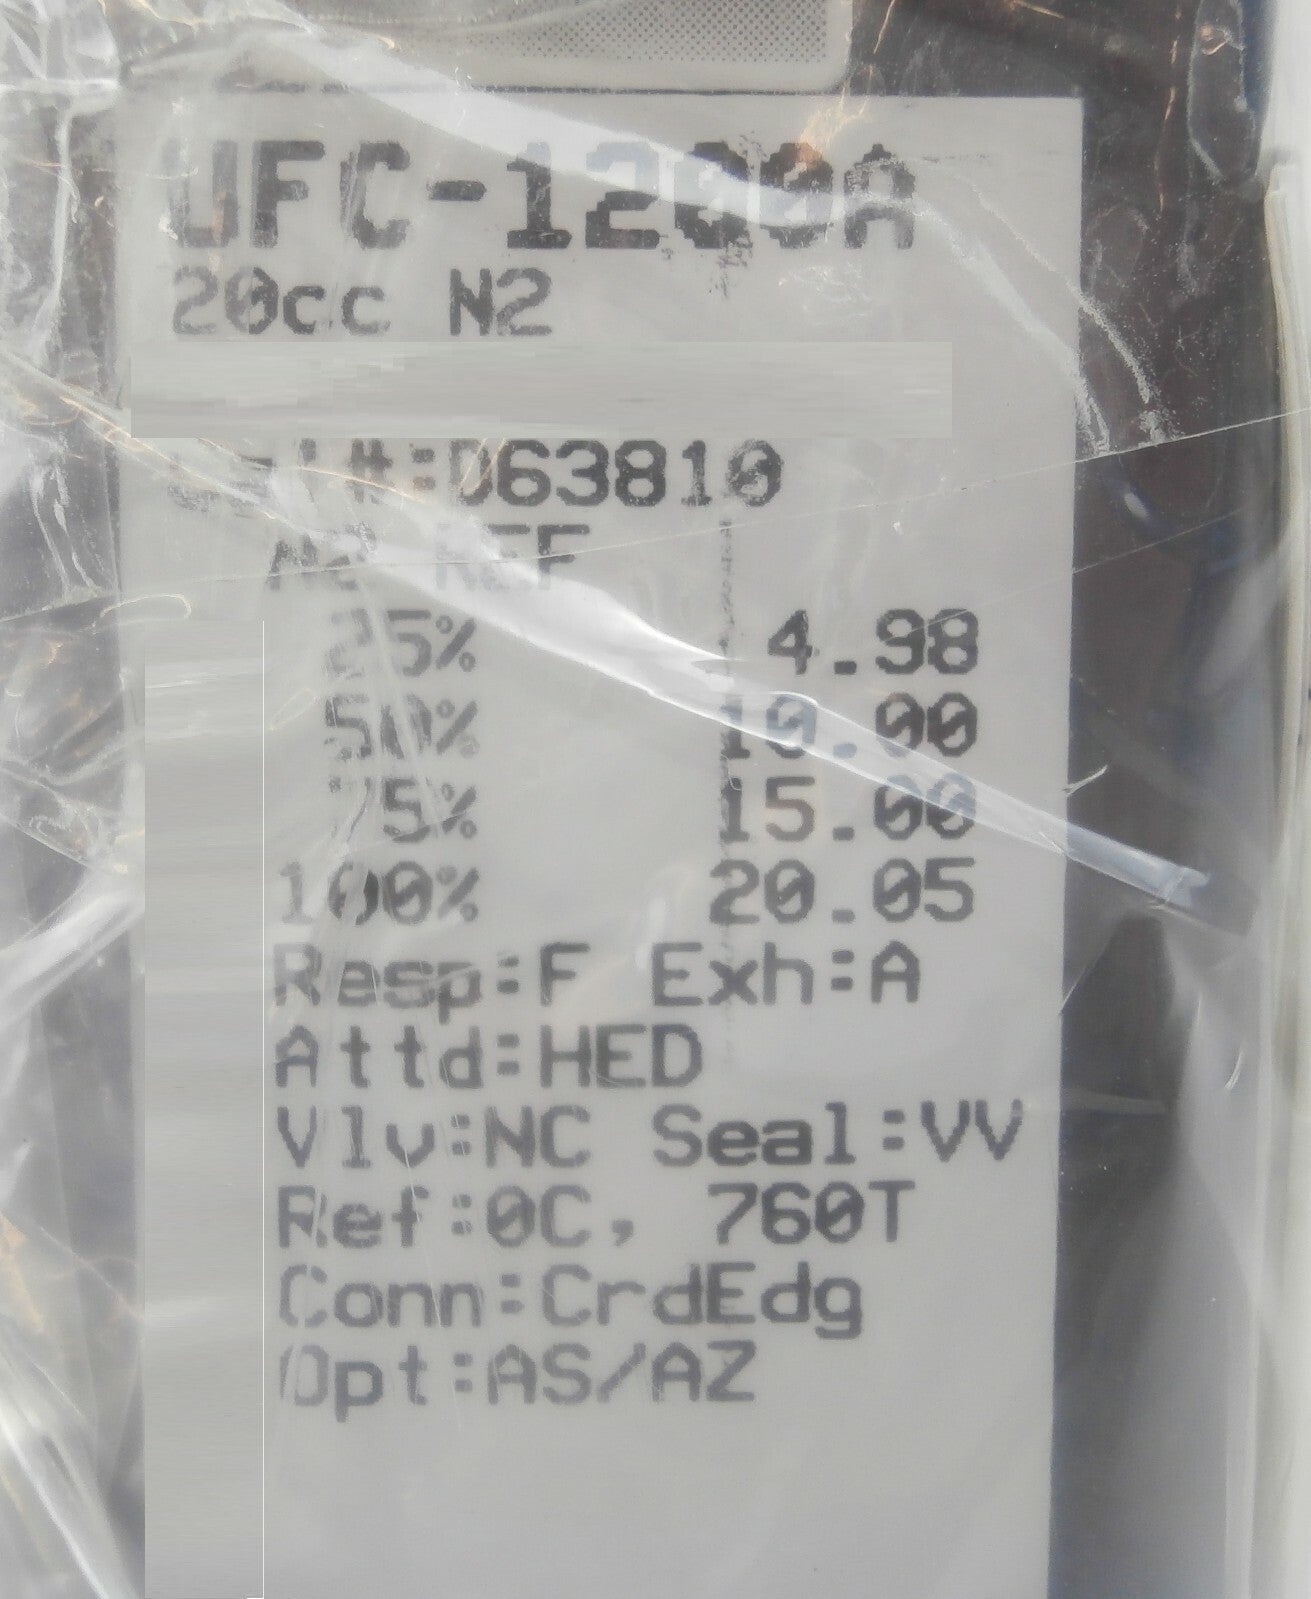 UFC-1200A
20cc N2
D63810
REF
25% 4.98
50% 10.00
75% 15.00
100% 20.05
Resp:F Exh:A
Attd:HED
Vlv:NC Seal:VV
Ref:0C, 760T
Conn:CrdEdg
Opt:AS/AZ